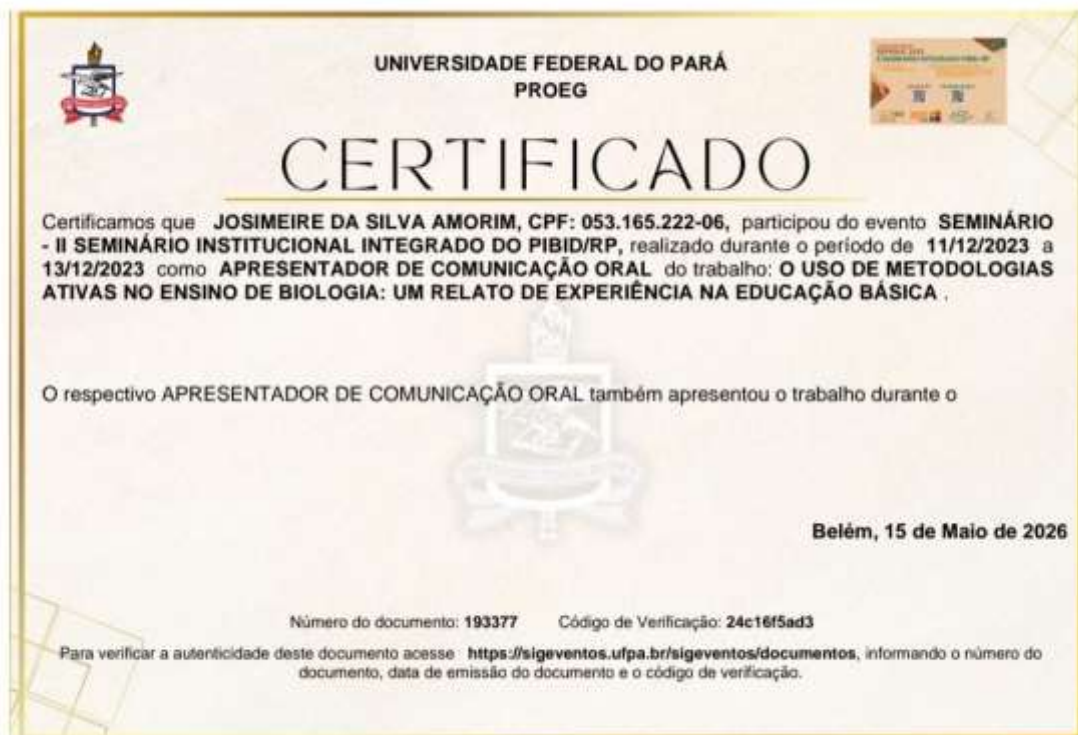 UNIVERSIDADE FEDERAL DO PARÁ
PROEG
CERTIFICADO
Certificamos que JOSIMEIRE DA SILVA AMORIM, CPF: 053.165.222-06, participou do evento SEMINÁRIO
- II SEMINÁRIO INSTITUCIONAL INTEGRADO DO PIBID/RP, realizado durante o período de 11/12/2023 a
13/12/2023 como APRESENTADOR DE COMUNICAÇÃO ORAL do trabalho: O USO DE METODOLOGIAS
ATIVAS NO ENSINO DE BIOLOGIA: UM RELATO DE EXPERIÊNCIA NA EDUCAÇÃO BÁSICA .
O respectivo APRESENTADOR DE COMUNICAÇÃO ORAL também apresentou o trabalho durante o
Belém, 15 de Maio de 2026
Número do documento: 193377 Código de Verificação: 24c16f5ad3
Para verificar a autenticidade deste documento acesse https://sigeventos.ufpa.br/sigeventos/documentos, informando o número do
documento, data de emissão do documento e o código de verificação.